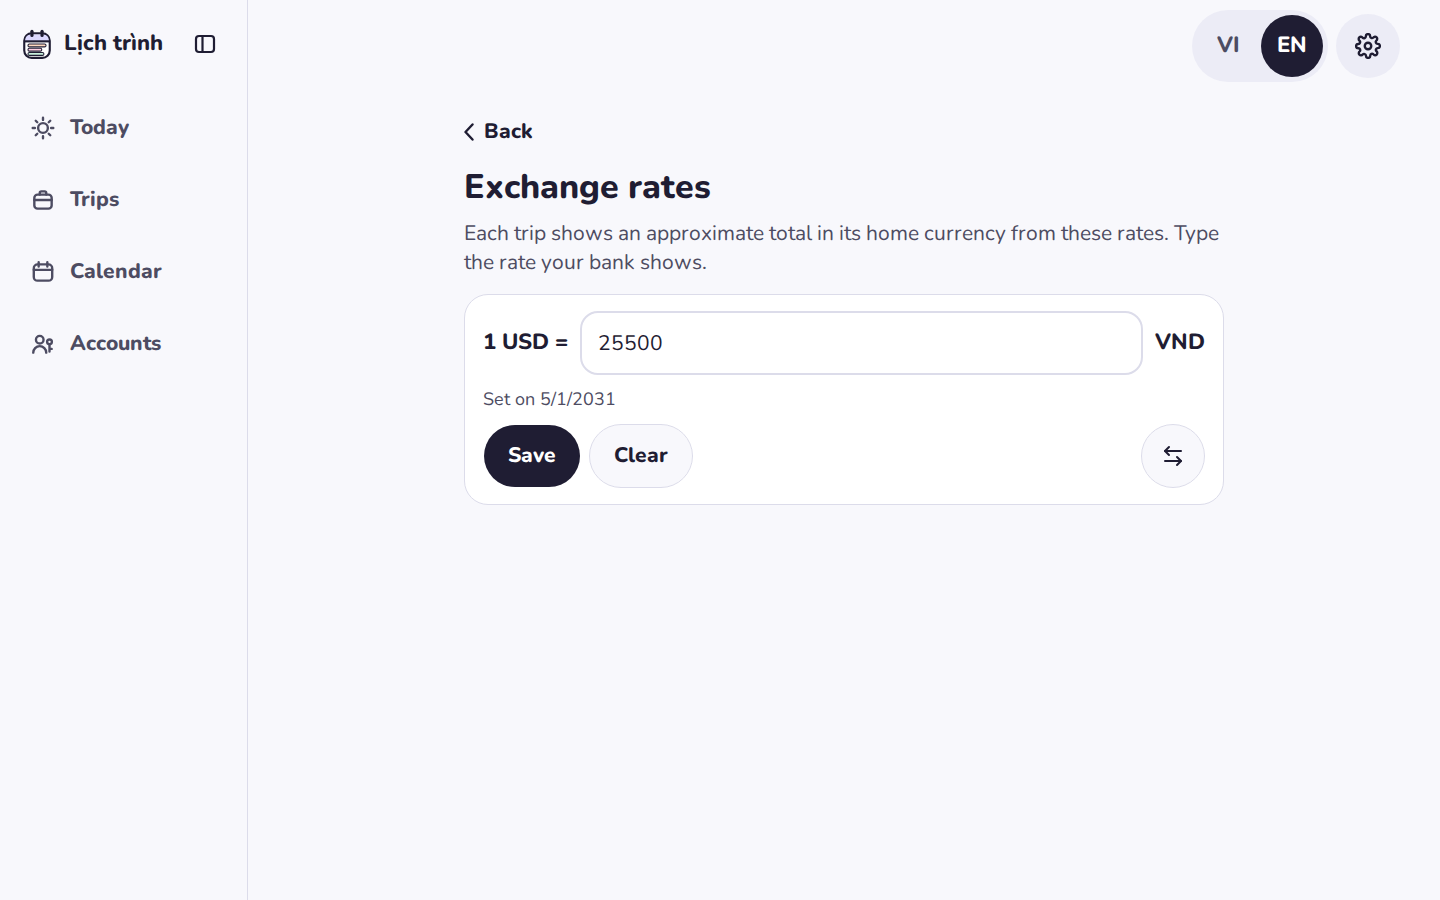 Lịch trình
VI
EN
Today
Trips
Calendar
Accounts
Back
Exchange rates
Each trip shows an approximate total in its home currency from these rates. Type
the rate your bank shows.
1 USD =
25500
VND
Set on 5/1/2031
Save
Clear